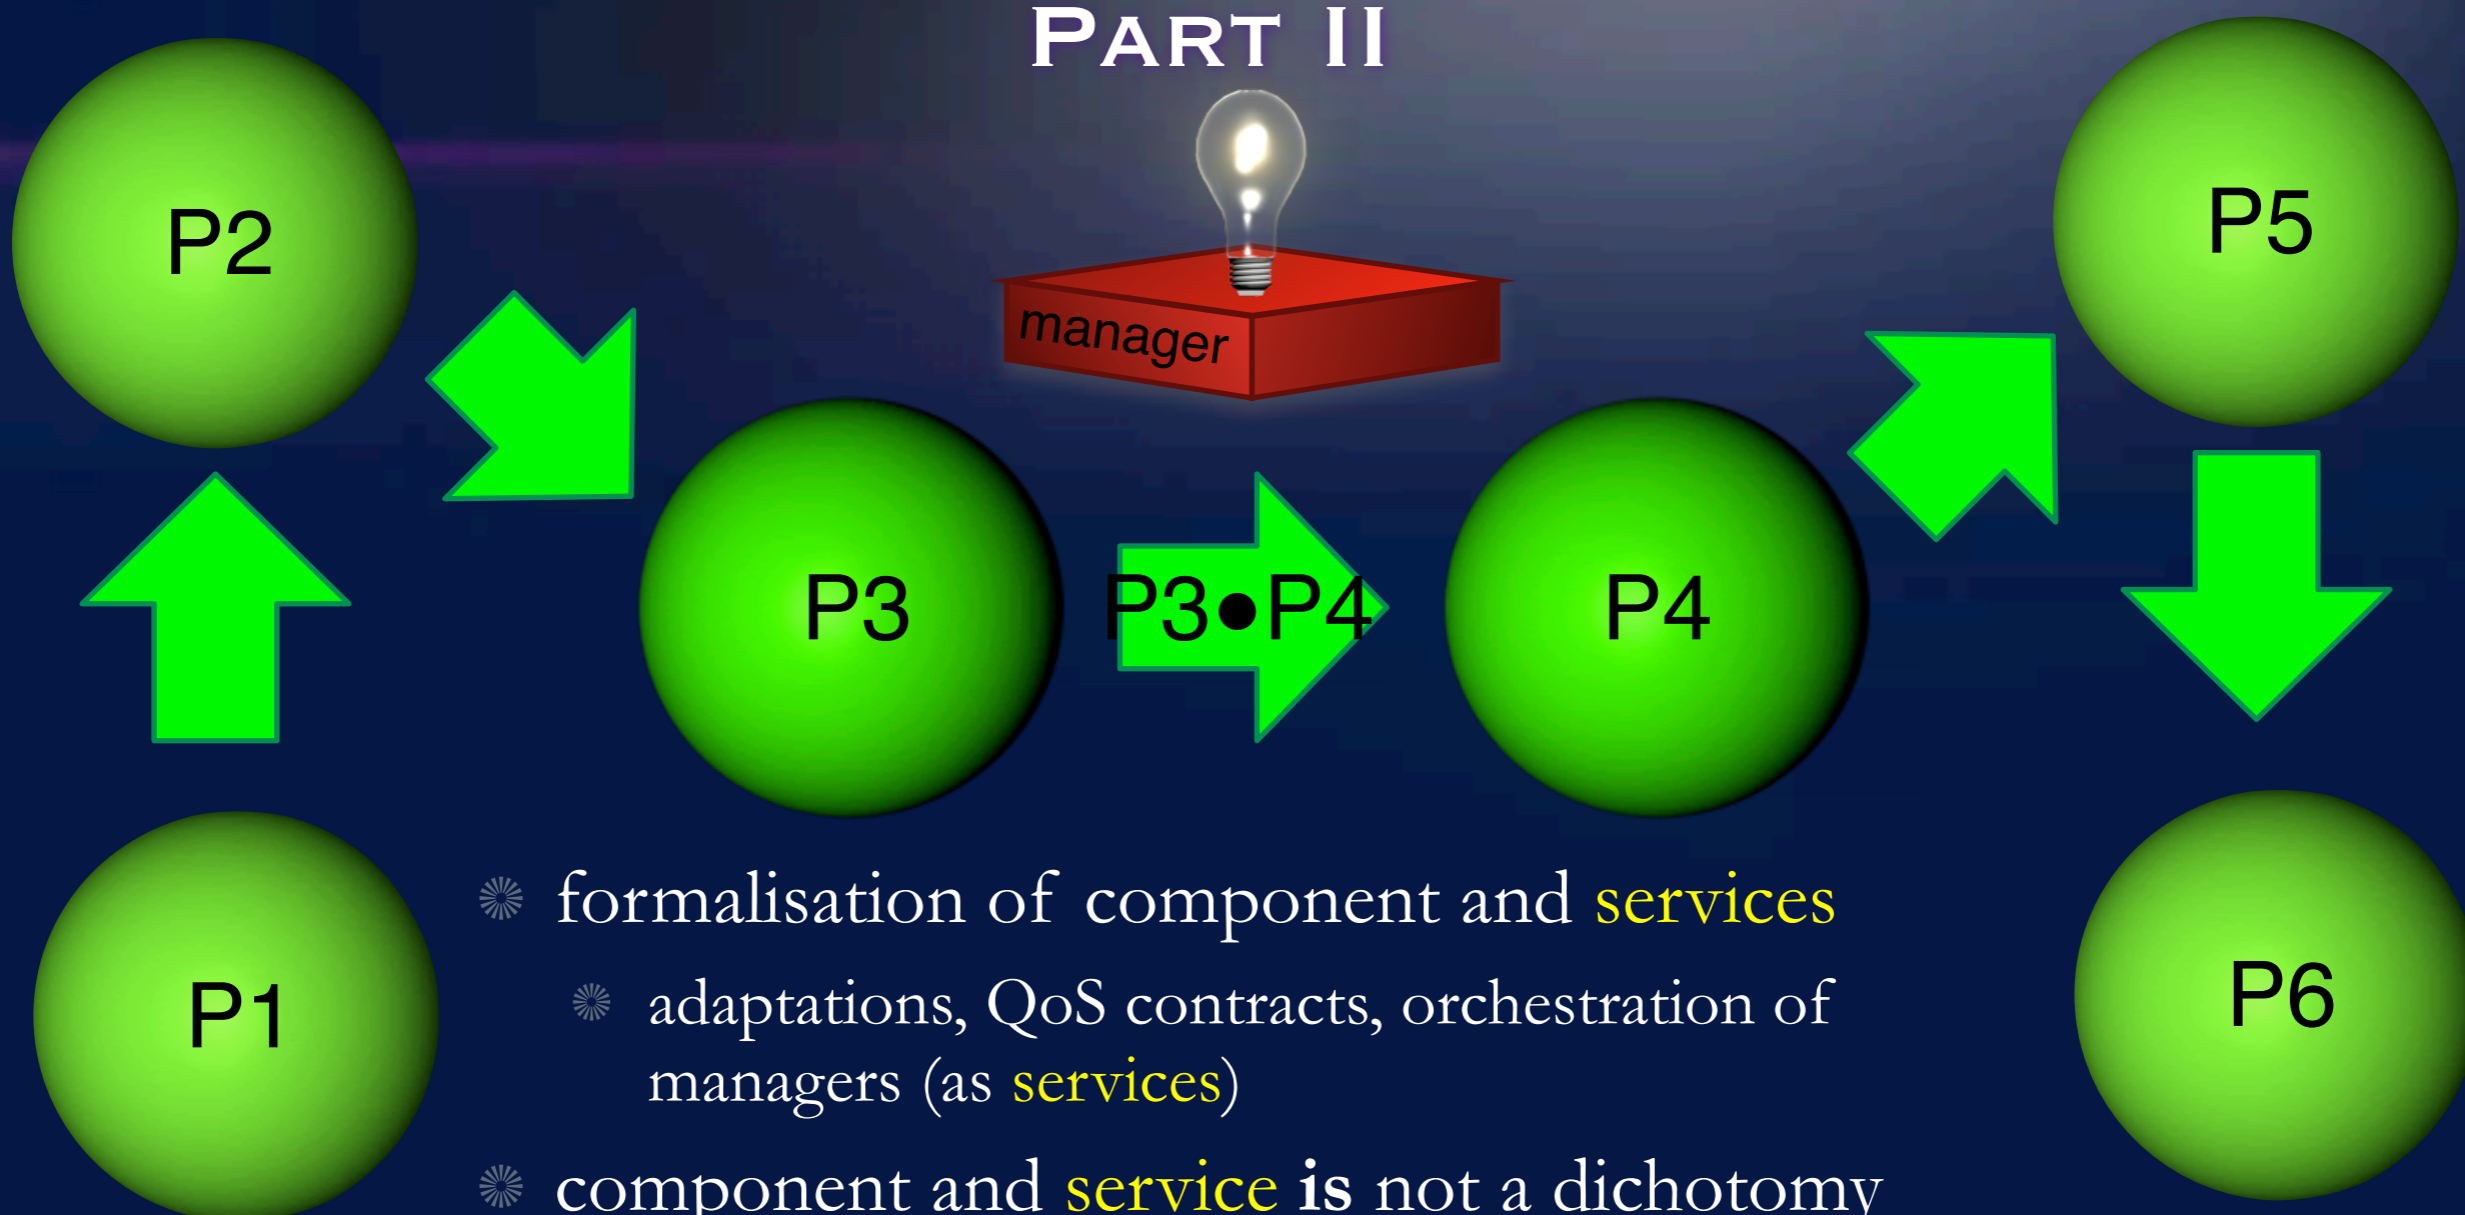 PART II
P2
P5
manager
P3
P3●P4
P4
P1
P6
formalisation of component and services
adaptations, QoS contracts, orchestration of
managers (as services)
component and service is not a dichotomy